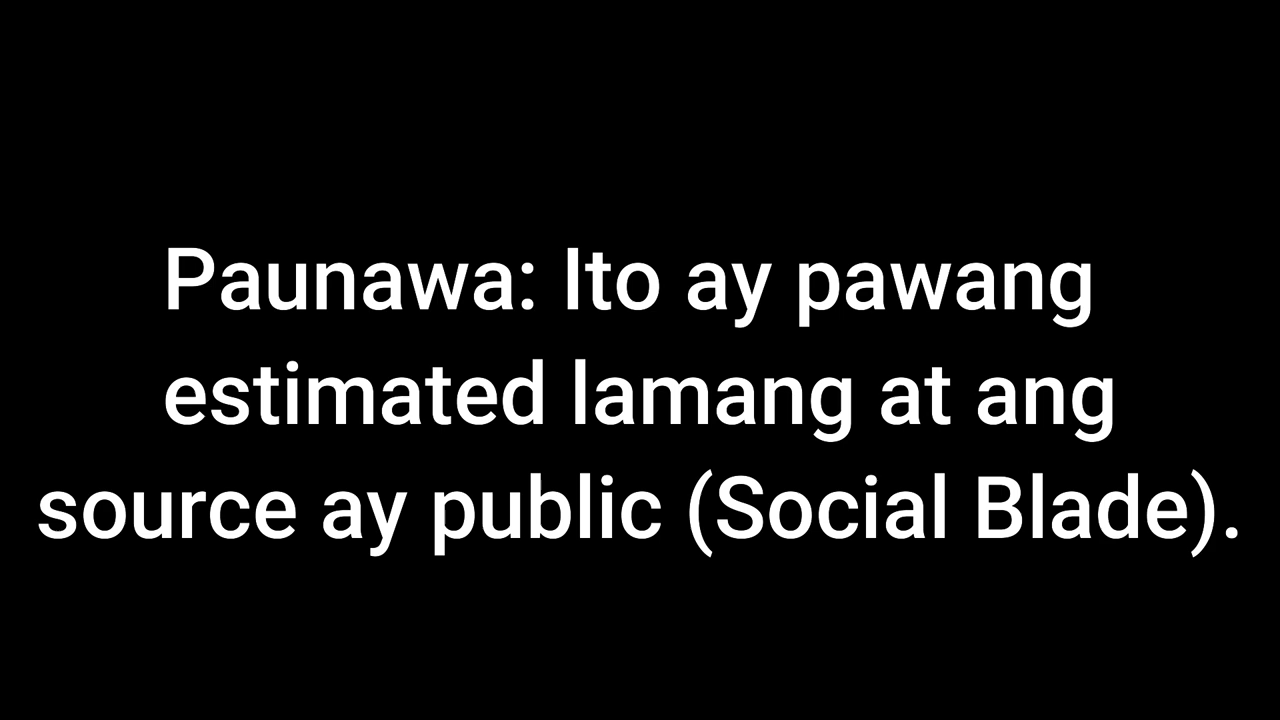 Paunawa: Ito ay pawang
estimated lamang at ang
source ay public (Social Blade).